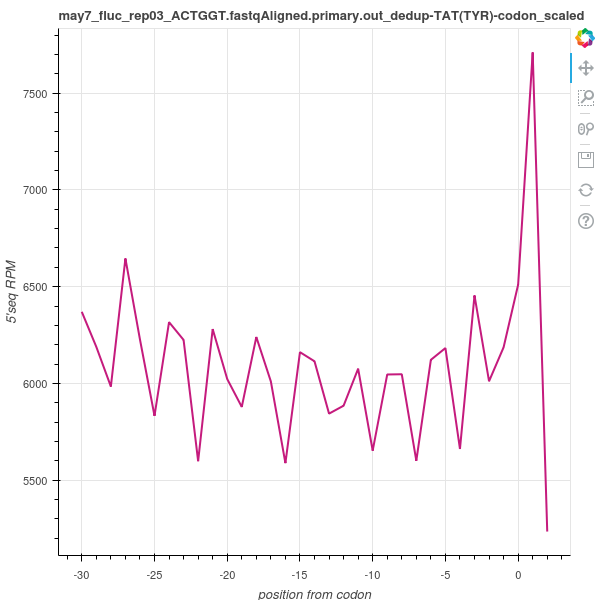 may7_fluc_rep03_ACTGGT.fastqAligned.primary.out_dedup-TAT(TYR)-codon_scaled
7500
7000
6500
6000
5500
5'seq RPM
-30 -25 -20 -15 -10 -5 0
position from codon